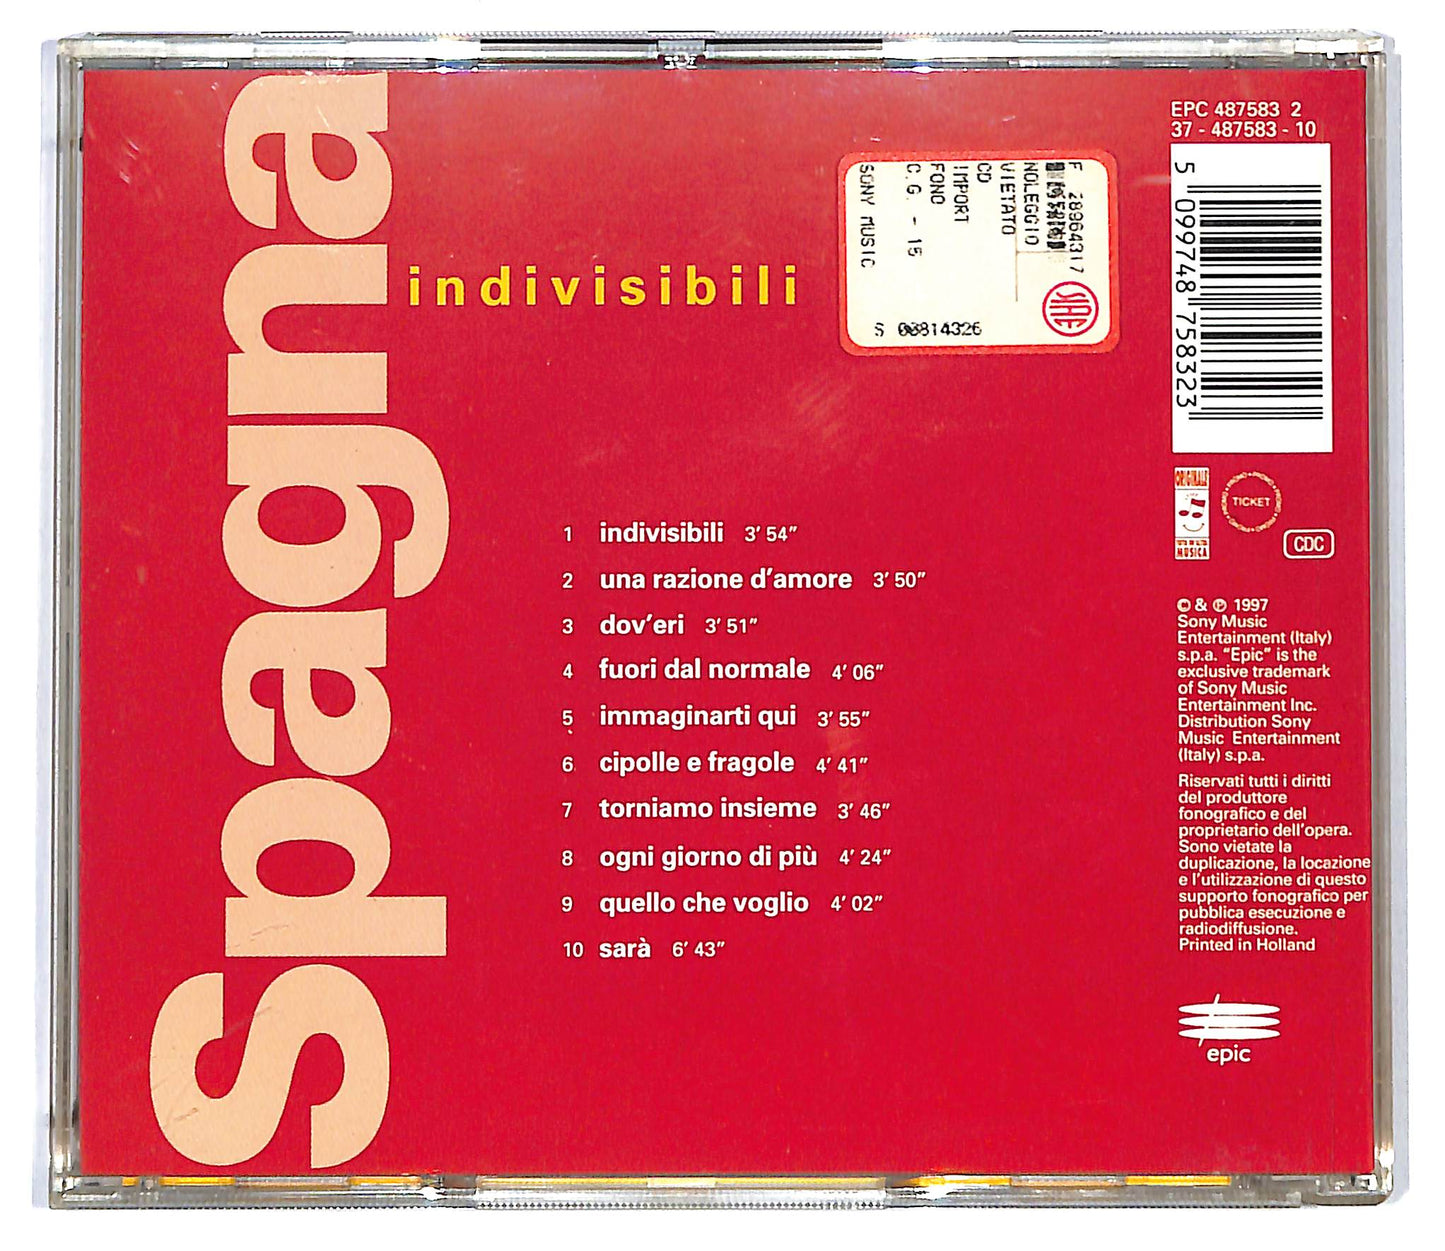 Spagna
indivisibili
F 28964317
NOLEGGIO
VIETATO
CD
IMPORT
FONO
C.G. - 15
SONY MUSIC
S 00814326
SIAE
EPC 487583 2
37 - 487583 - 10
5 099748 758323
ORIGINALE
MUSICA
TICKET
CDC
1 indivisibili 3′ 54″
2 una razione d’amore 3′ 50″
3 dov’eri 3′ 51″
4 fuori dal normale 4′ 06″
5 immaginarti qui 3′ 55″
6 cipolle e fragole 4′ 41″
7 torniamo insieme 3′ 46″
8 ogni giorno di più 4′ 24″
9 quello che voglio 4′ 02″
10 sarà 6′ 43″
© & ℗ 1997
Sony Music
Entertainment (Italy)
s.p.a. “Epic” is the
exclusive trademark
of Sony Music
Entertainment Inc.
Distribution Sony
Music Entertainment
(Italy) s.p.a.
Riservati tutti i diritti
del produttore
fonografico e del
proprietario dell’opera.
Sono vietate la
duplicazione, la locazione
e l’utilizzazione di questo
supporto fonografico per
pubblica esecuzione e
radiodiffusione.
Printed in Holland
epic